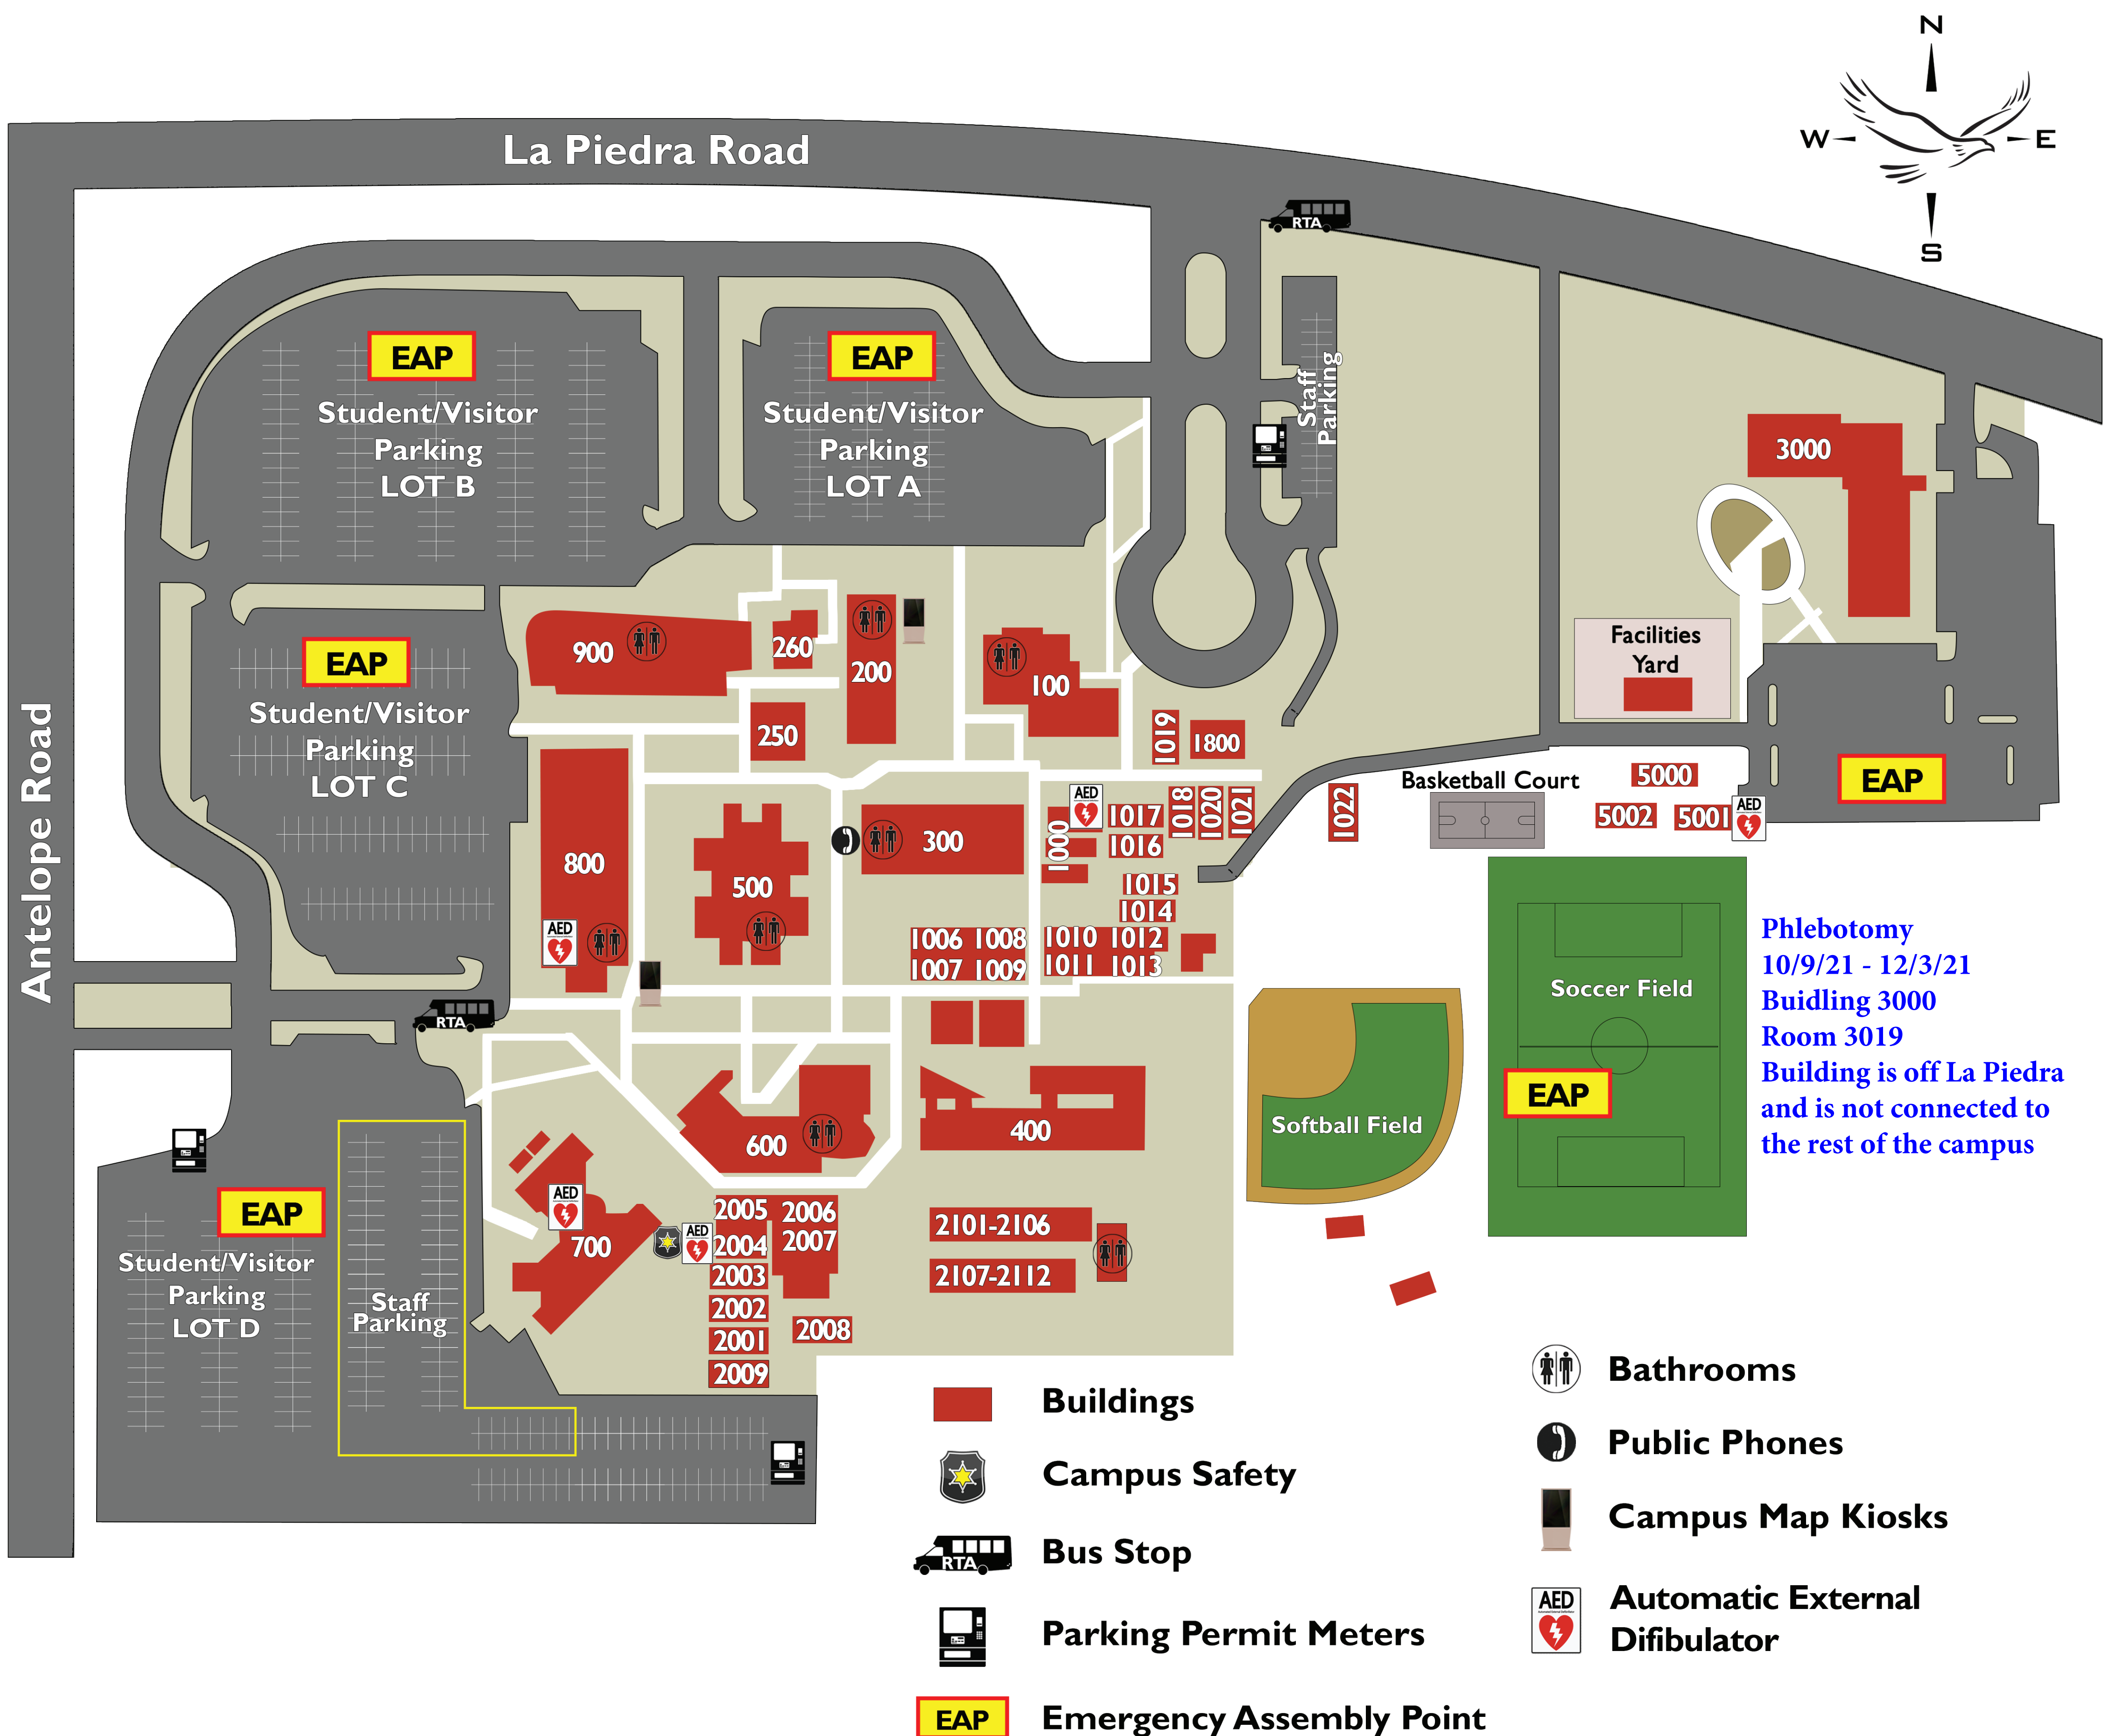 N
W
E
S
La Piedra Road
RTA
EAP
Student/Visitor
Parking
LOT B
EAP
Student/Visitor
Parking
LOT A
Staff
Parking
3000
EAP
Student/Visitor
Parking
LOT C
Antelope Road
900
260
200
100
250
1019
1800
Facilities
Yard
800
AED
500
300
1000
AED
1017
1016
1018
1020
1021
1015
1014
1022
Basketball Court
5000
5002
5001
AED
EAP
1006 1008
1007 1009
1010 1012
1011 1013
RTA
Soccer Field
EAP
Softball Field
Phlebotomy
10/9/21 - 12/3/21
Buidling 3000
Room 3019
Building is off La Piedra
and is not connected to
the rest of the campus
600
400
700
AED
AED
EAP
Student/Visitor
Parking
LOT D
Staff
Parking
2005
2006
2004
2007
2003
2002
2001
2008
2009
2101-2106
2107-2112
Buildings
Campus Safety
RTA
Bus Stop
Parking Permit Meters
EAP
Emergency Assembly Point
Bathrooms
Public Phones
Campus Map Kiosks
AED
Automatic External
Difibulator